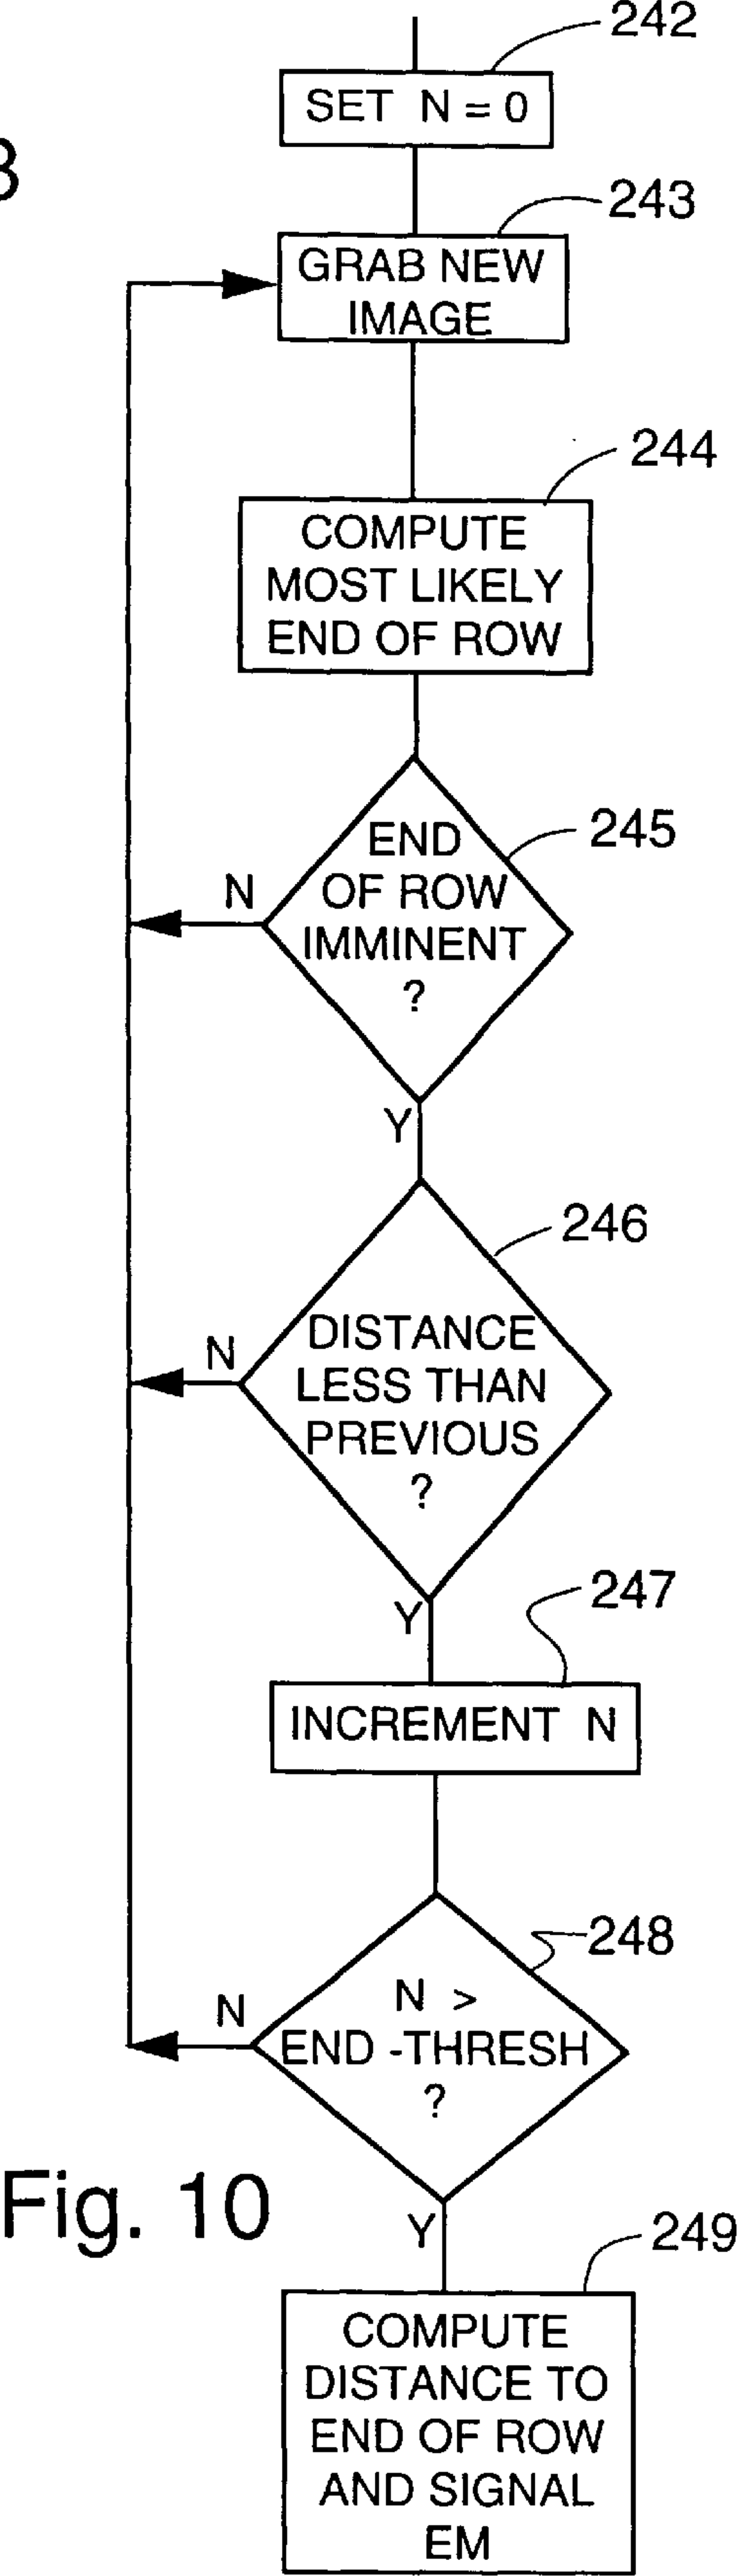 242
SET N = 0
243
GRAB NEW
IMAGE
244
COMPUTE
MOST LIKELY
END OF ROW
245
END
OF ROW
IMMINENT
?
N
Y
246
DISTANCE
LESS THAN
PREVIOUS
?
N
Y
247
INCREMENT N
248
N >
END -THRESH
?
N
Y
Fig. 10
249
COMPUTE
DISTANCE TO
END OF ROW
AND SIGNAL
EM